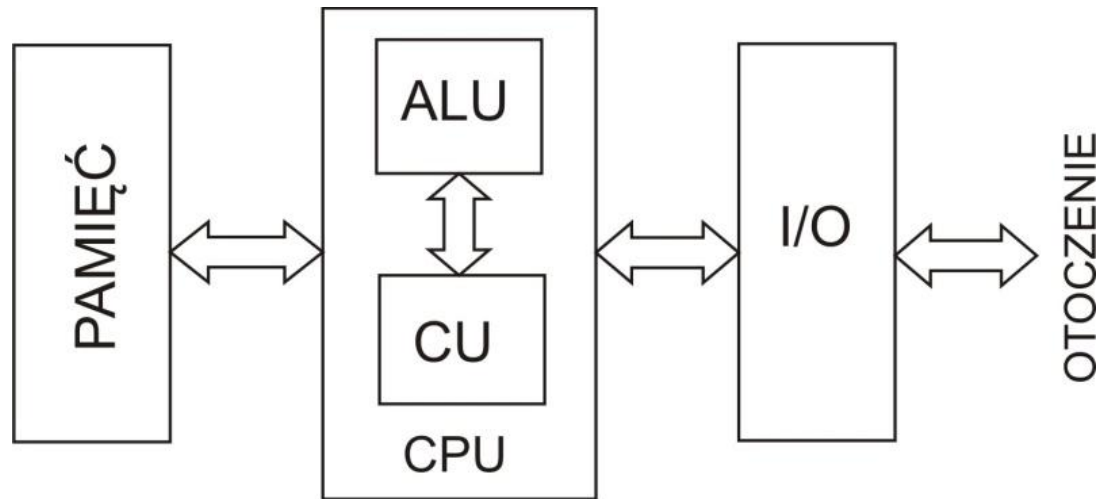 PAMIĘĆ
ALU
CU
CPU
I/O
OTOCZENIE